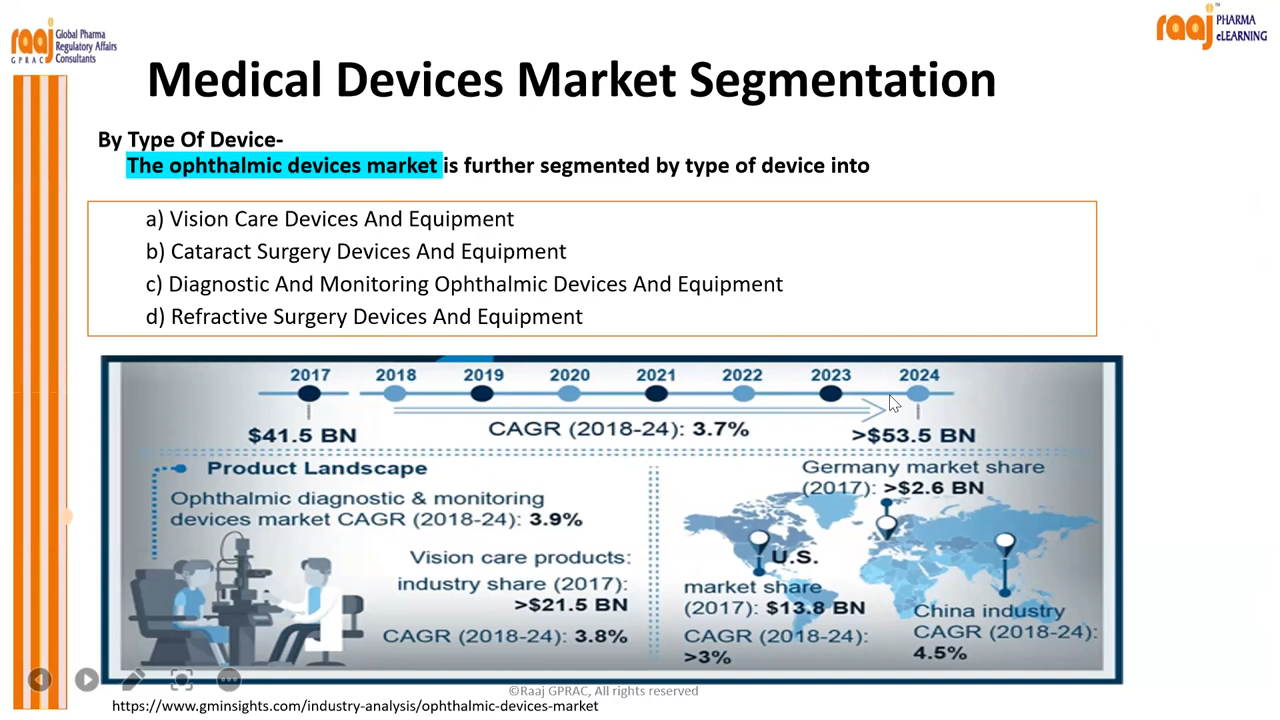 raaj
GPRAC
Global Pharma
Regulatory Affairs
Consultants
raaj
™
PHARMA
eLEARNING
Medical Devices Market Segmentation
By Type Of Device-
The ophthalmic devices market is further segmented by type of device into
a) Vision Care Devices And Equipment
b) Cataract Surgery Devices And Equipment
c) Diagnostic And Monitoring Ophthalmic Devices And Equipment
d) Refractive Surgery Devices And Equipment
2017 2018 2019 2020 2021 2022 2023 2024
$41.5 BN CAGR (2018-24): 3.7% >$53.5 BN
Product Landscape
Ophthalmic diagnostic & monitoring
devices market CAGR (2018-24): 3.9%
Vision care products:
industry share (2017):
>$21.5 BN
CAGR (2018-24): 3.8%
Germany market share
(2017): >$2.6 BN
U.S.
market share
(2017): $13.8 BN
CAGR (2018-24):
>3%
China industry
CAGR (2018-24):
4.5%
©Raaj GPRAC, All rights reserved
https://www.gminsights.com/industry-analysis/ophthalmic-devices-market